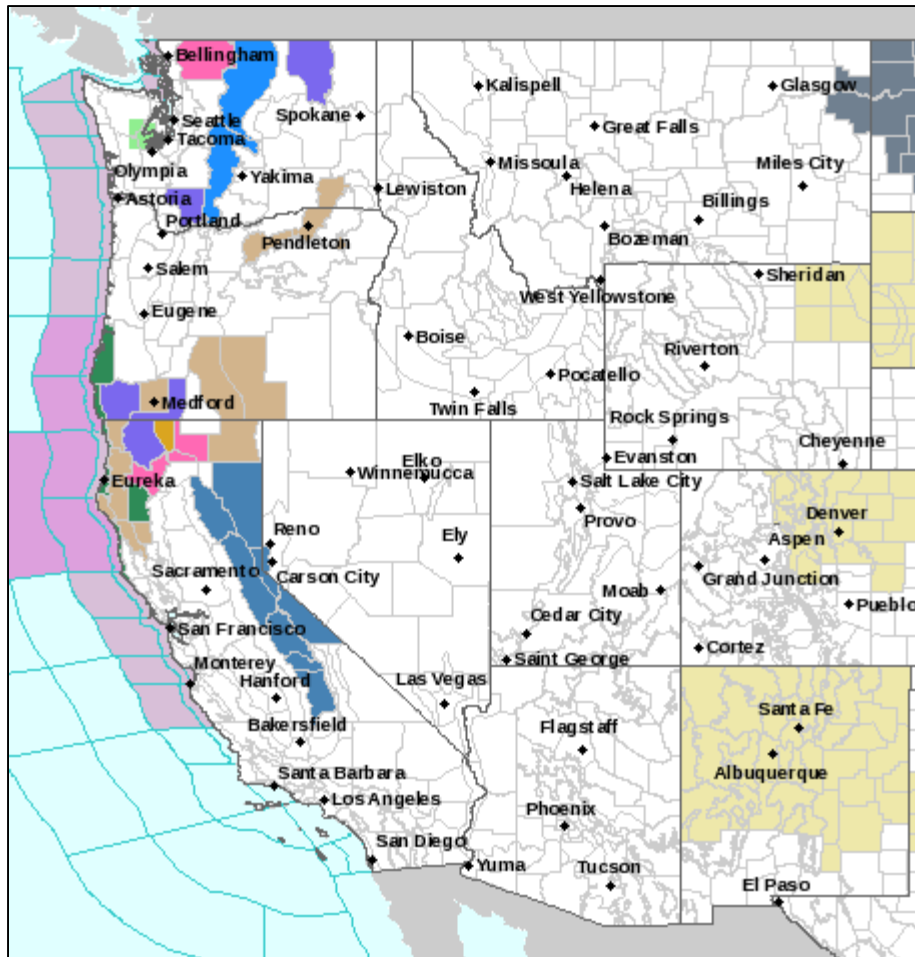 Bellingham
Kalispell
Glasgow
Seattle
Spokane
Great Falls
Tacoma
Missoula
Miles City
Olympia
Yakima
Helena
Lewiston
Astoria
Billings
Portland
Pendleton
Bozeman
Salem
Sheridan
West Yellowstone
Eugene
Boise
Riverton
Pocatello
Medford
Twin Falls
Rock Springs
Cheyenne
Evanston
Elko
Winnemucca
Eureka
Salt Lake City
Provo
Denver
Reno
Ely
Aspen
Carson City
Grand Junction
Sacramento
Moab
Pueblo
Cedar City
San Francisco
Cortez
Saint George
Monterey
Hanford
Las Vegas
Santa Fe
Bakersfield
Flagstaff
Albuquerque
Santa Barbara
Los Angeles
Phoenix
San Diego
Yuma
Tucson
El Paso